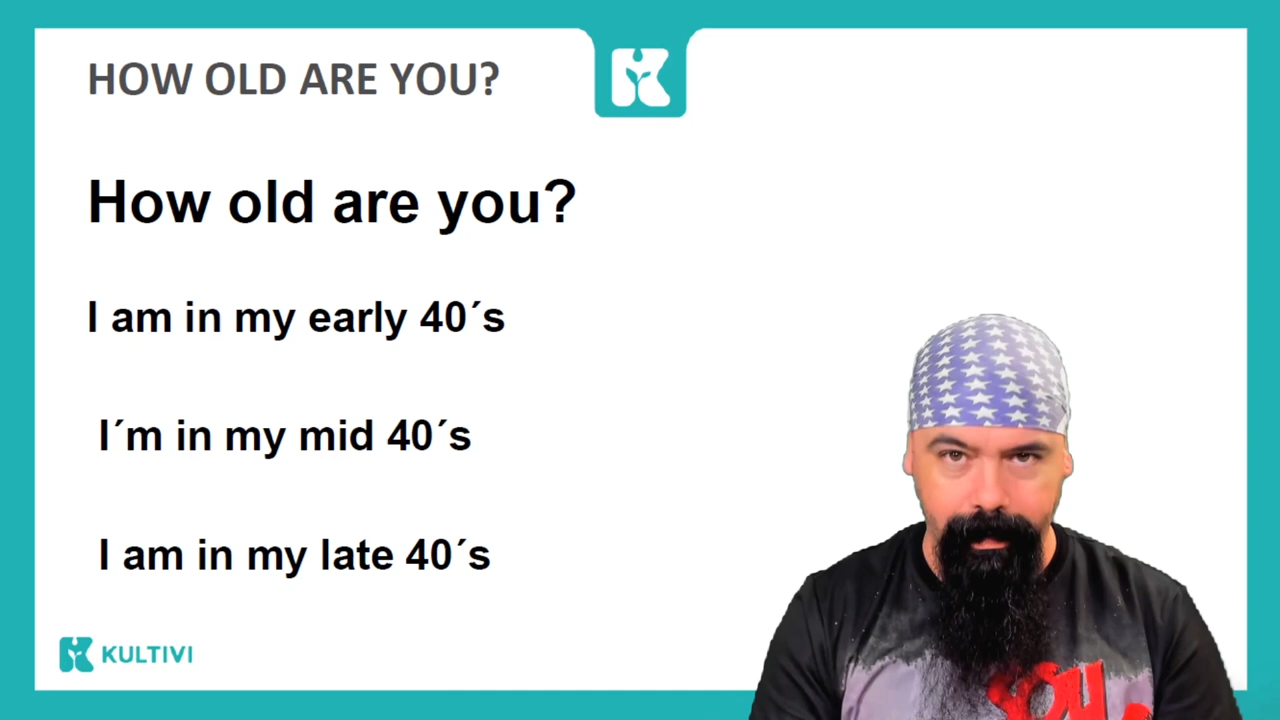 HOW OLD ARE YOU?
How old are you?
I am in my early 40´s
I´m in my mid 40´s
I am in my late 40´s
KULTIVI